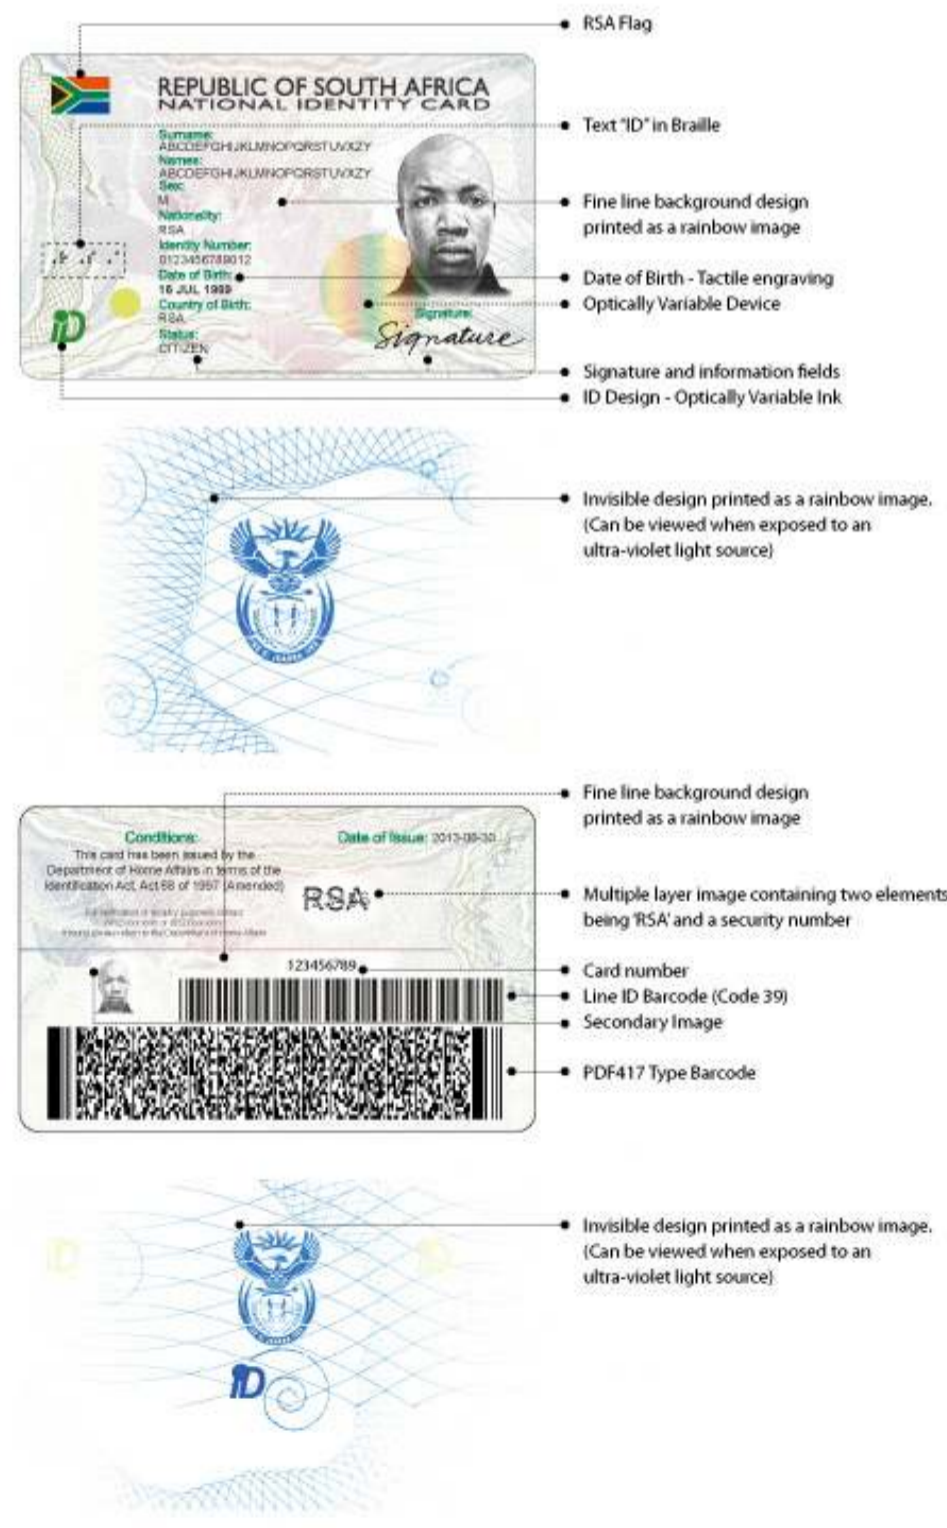 RSA Flag
REPUBLIC OF SOUTH AFRICA
NATIONAL IDENTITY CARD
Text "ID" in Braille
Surname:
ABCDEFGHIJKLMNOPQRSTUVXZY
Names:
ABCDEFGHIJKLMNOPQRSTUVXZY
Sex:
M
Fine line background design
printed as a rainbow image
Nationality:
RSA
Identity Number:
0123456789012
Date of Birth:
16 JUL 1989
Date of Birth - Tactile engraving
Optically Variable Device
Country of Birth:
RSA
Signature:
Signature
Status:
CITIZEN
iD
Signature and information fields
ID Design - Optically Variable Ink
Invisible design printed as a rainbow image.
(Can be viewed when exposed to an
ultra-violet light source)
Fine line background design
printed as a rainbow image
Conditions:
Date of Issue: 2013-06-30
This card has been issued by the
Department of Home Affairs in terms of the
Identification Act, Act 68 of 1997 (Amended)
RSA
Multiple layer image containing two elements
being 'RSA' and a security number
123456789
Card number
Line ID Barcode (Code 39)
Secondary Image
PDF417 Type Barcode
Invisible design printed as a rainbow image.
(Can be viewed when exposed to an
ultra-violet light source)
iD
iD
iD